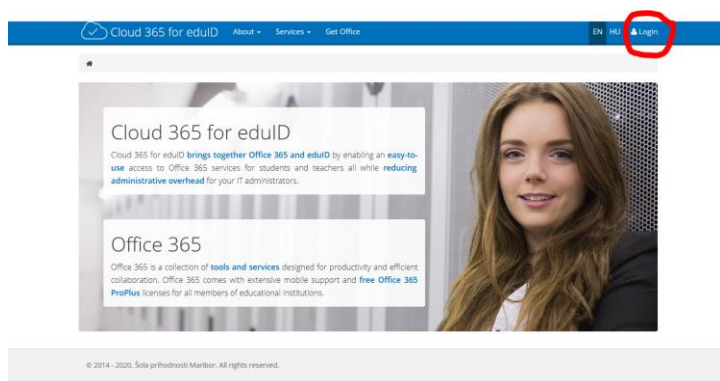 Cloud 365 for eduID About Services Get Office EN HU Login
Cloud 365 for eduID
Cloud 365 for eduID brings together Office 365 and eduID by enabling an easy-to-
use access to Office 365 services for students and teachers all while reducing
administrative overhead for your IT administrators.
Office 365
Office 365 is a collection of tools and services designed for productivity and efficient
collaboration. Office 365 comes with extensive mobile support and free Office 365
ProPlus licenses for all members of educational institutions.
© 2014 - 2020. Šola prihodnosti Maribor. All rights reserved.